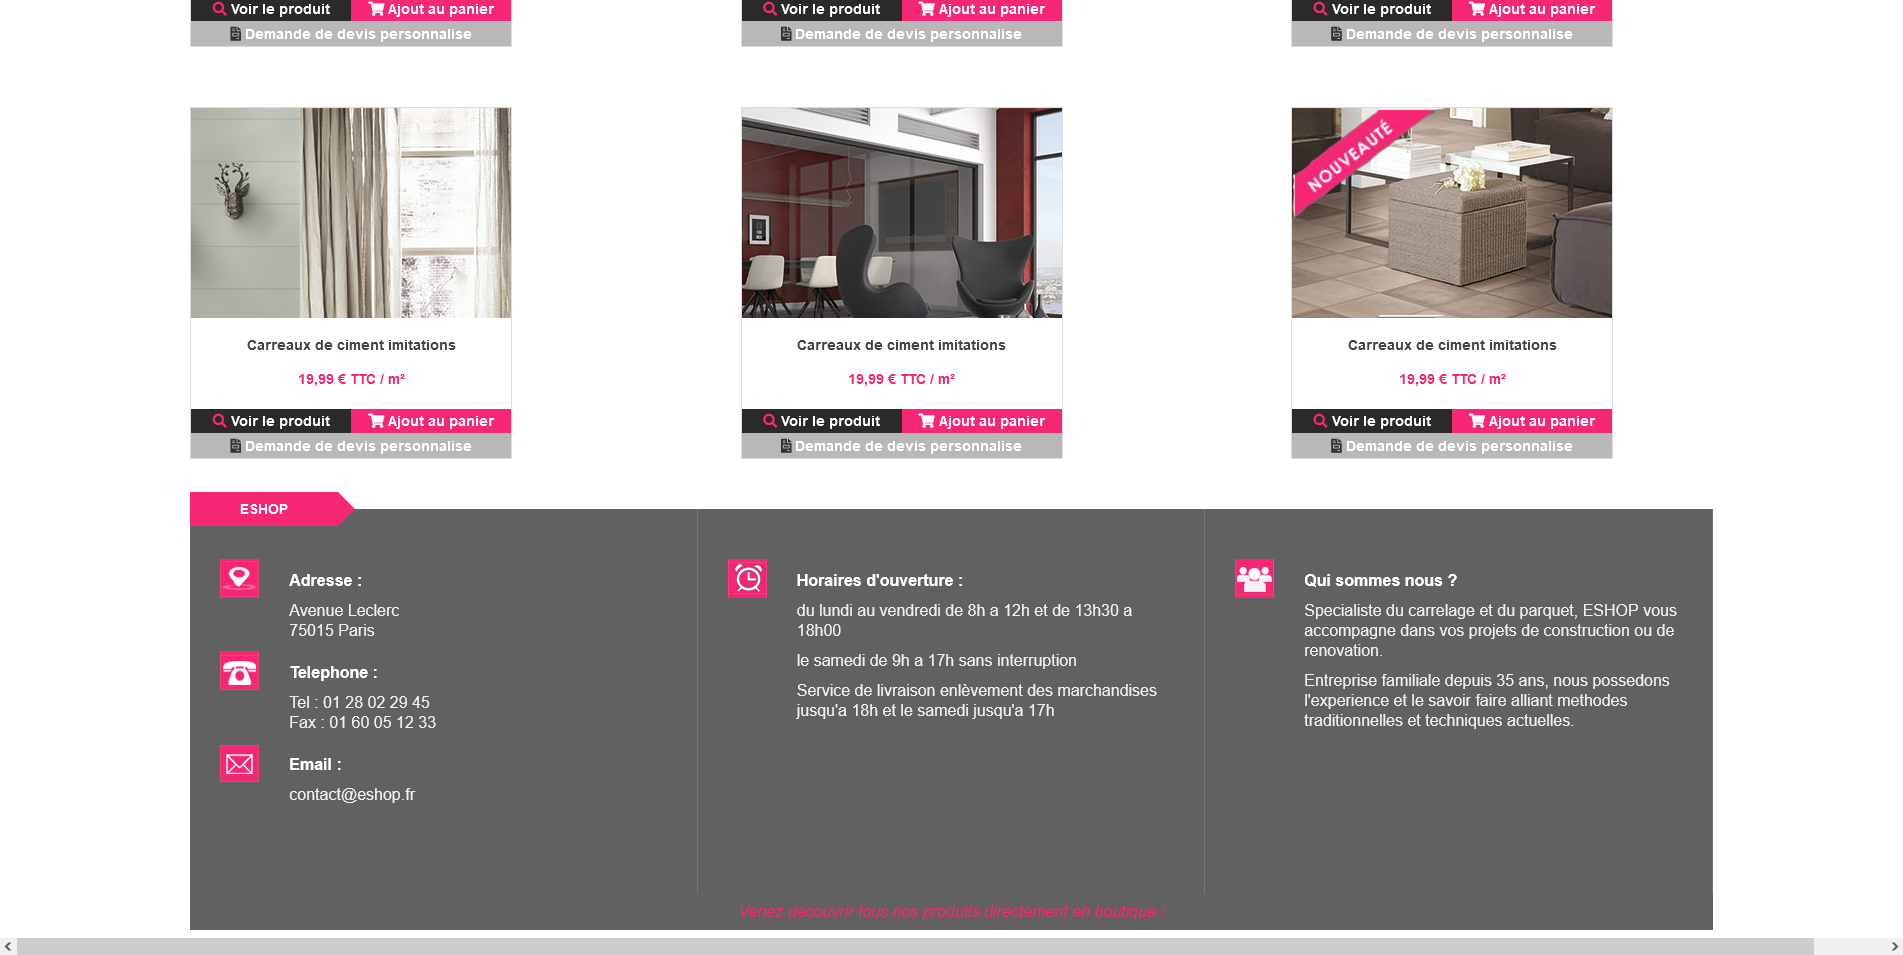 Voir le produit Ajout au panier
Demande de devis personnalise
Voir le produit Ajout au panier
Demande de devis personnalise
Voir le produit Ajout au panier
Demande de devis personnalise
Carreaux de ciment imitations
19,99 € TTC / m²
Voir le produit Ajout au panier
Demande de devis personnalise
Carreaux de ciment imitations
19,99 € TTC / m²
Voir le produit Ajout au panier
Demande de devis personnalise
NOUVEAUTÉ
Carreaux de ciment imitations
19,99 € TTC / m²
Voir le produit Ajout au panier
Demande de devis personnalise
ESHOP
Adresse :
Avenue Leclerc
75015 Paris
Telephone :
Tel : 01 28 02 29 45
Fax : 01 60 05 12 33
Email :
contact@eshop.fr
Horaires d'ouverture :
du lundi au vendredi de 8h a 12h et de 13h30 a
18h00
le samedi de 9h a 17h sans interruption
Service de livraison enlèvement des marchandises
jusqu'a 18h et le samedi jusqu'a 17h
Qui sommes nous ?
Specialiste du carrelage et du parquet, ESHOP vous
accompagne dans vos projets de construction ou de
renovation.
Entreprise familiale depuis 35 ans, nous possedons
l'experience et le savoir faire alliant methodes
traditionnelles et techniques actuelles.
Venez decouvrir tous nos produits directement en boutique !